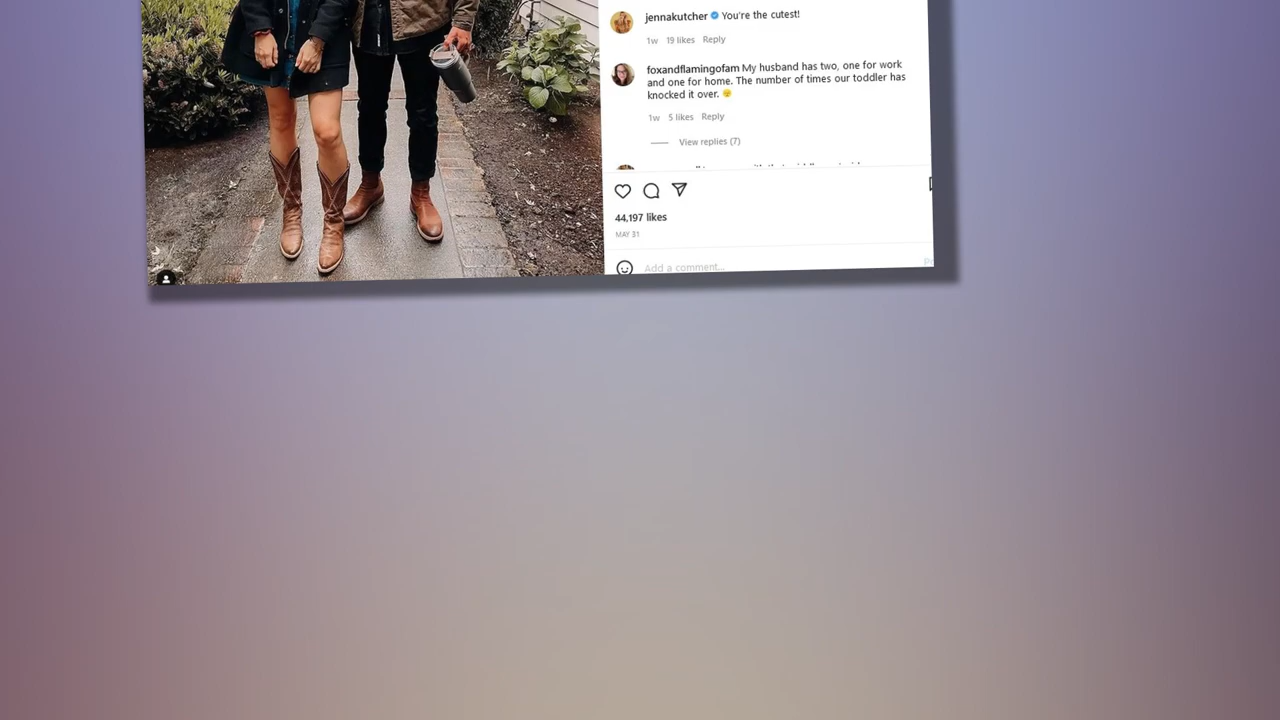 jennakutcher You're the cutest!
1w 19 likes Reply
foxandflamingofam My husband has two, one for work
and one for home. The number of times our toddler has
knocked it over. 😴
1w 5 likes Reply
View replies (7)
44,197 likes
MAY 31
Add a comment...